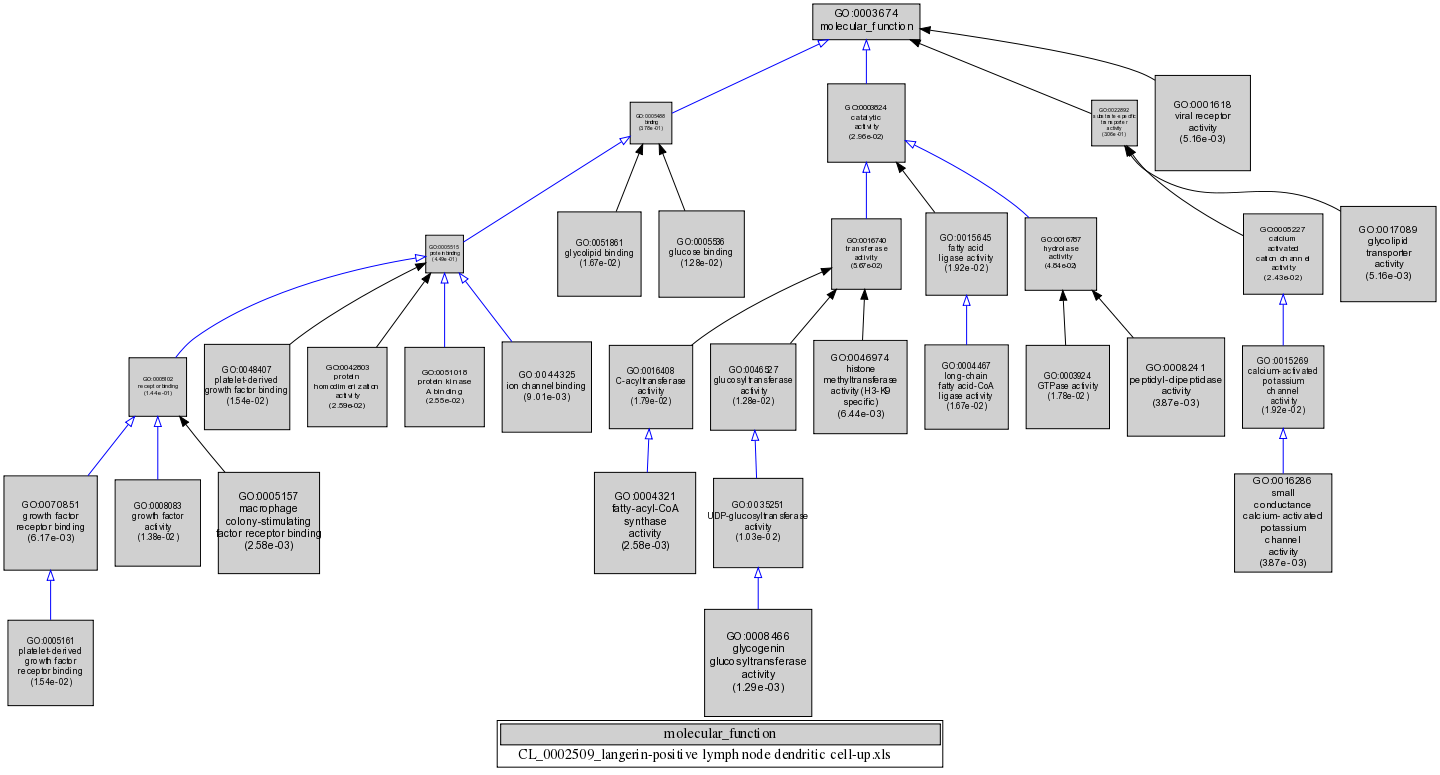 GO:0003674
molecular_function
GO:0005488
binding
(3.78e-01)
GO:0003824
catalytic
activity
(2.96e-02)
GO:0022892
substrate-specific
transporter
activity
(3.06e-01)
GO:0001618
viral receptor
activity
(5.16e-03)
GO:0005515
protein binding
(4.49e-01)
GO:0051861
glycolipid binding
(1.67e-02)
GO:0005536
glucose binding
(1.28e-02)
GO:0016740
transferase
activity
(5.67e-02)
GO:0015645
fatty acid
ligase activity
(1.92e-02)
GO:0016787
hydrolase
activity
(4.84e-02)
GO:0005227
calcium
activated
cation channel
activity
(2.43e-02)
GO:0017089
glycolipid
transporter
activity
(5.16e-03)
GO:0005102
receptor binding
(1.44e-01)
GO:0048407
platelet-derived
growth factor binding
(1.54e-02)
GO:0042803
protein
homodimerization
activity
(2.59e-02)
GO:0051018
protein kinase
A binding
(2.55e-02)
GO:0044325
ion channel binding
(9.01e-03)
GO:0016408
C-acyltransferase
activity
(1.79e-02)
GO:0046527
glucosyltransferase
activity
(1.28e-02)
GO:0046974
histone
methyltransferase
activity (H3-K9
specific)
(6.44e-03)
GO:0004467
long-chain
fatty acid-CoA
ligase activity
(1.67e-02)
GO:0003924
GTPase activity
(1.78e-02)
GO:0008241
peptidyl-dipeptidase
activity
(3.87e-03)
GO:0015269
calcium-activated
potassium
channel
activity
(1.92e-02)
GO:0070851
growth factor
receptor binding
(6.17e-03)
GO:0008083
growth factor
activity
(1.38e-02)
GO:0005157
macrophage
colony-stimulating
factor receptor binding
(2.58e-03)
GO:0004321
fatty-acyl-CoA
synthase
activity
(2.58e-03)
GO:0035251
UDP-glucosyltransferase
activity
(1.03e-02)
GO:0016286
small
conductance
calcium-activated
potassium
channel
activity
(3.87e-03)
GO:0005161
platelet-derived
growth factor
receptor binding
(1.54e-02)
GO:0008466
glycogenin
glucosyltransferase
activity
(1.29e-03)
molecular_function
CL_0002509_langerin-positive lymph node dendritic cell-up.xls